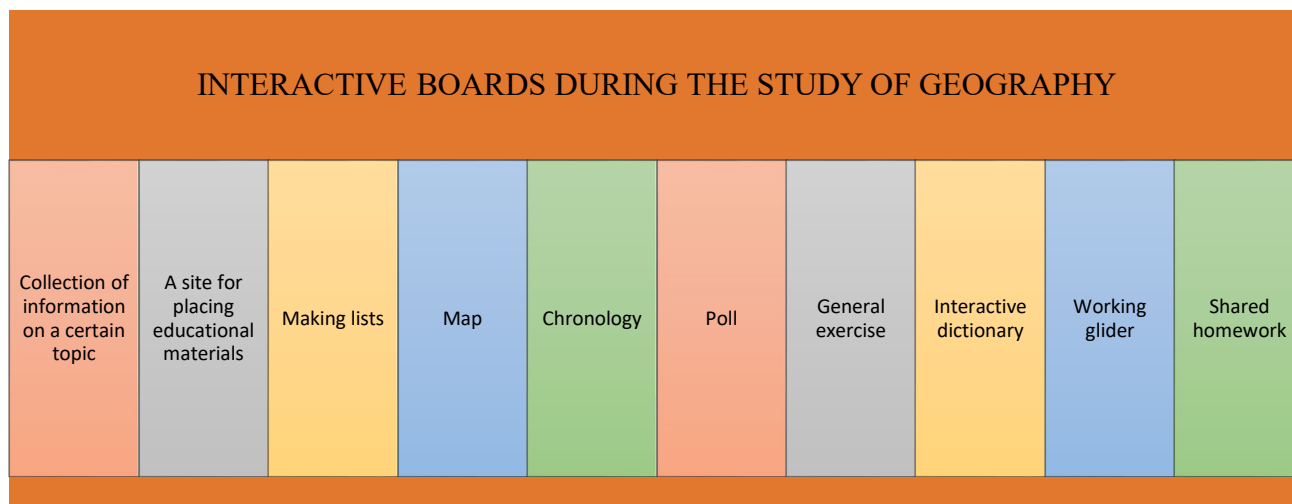 INTERACTIVE BOARDS DURING THE STUDY OF GEOGRAPHY
Collection of
information
on a certain
topic
A site for
placing
educational
materials
Making lists
Map
Chronology
Poll
General
exercise
Interactive
dictionary
Working
glider
Shared
homework